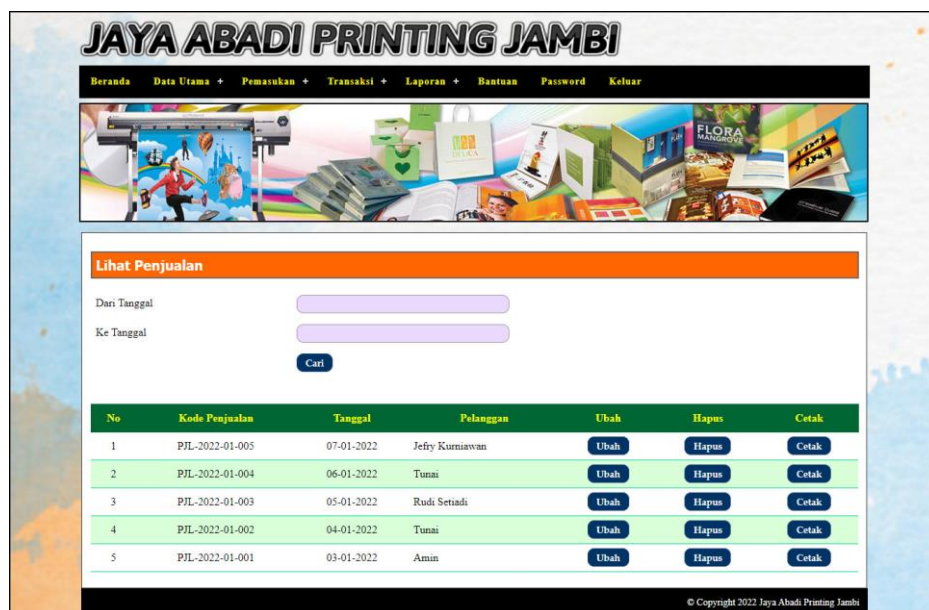 JAYA ABADI PRINTING JAMBI
Beranda Data Utama + Pemasukan + Transaksi + Laporan + Bantuan Password Keluar
FLORA
MANGROVE
Lihat Penjualan
Dari Tanggal
Ke Tanggal
Cari
No Kode Penjualan Tanggal Pelanggan Ubah Hapus Cetak
1 PJL-2022-01-005 07-01-2022 Jefry Kurniawan Ubah Hapus Cetak
2 PJL-2022-01-004 06-01-2022 Tunai Ubah Hapus Cetak
3 PJL-2022-01-003 05-01-2022 Rudi Setiadi Ubah Hapus Cetak
4 PJL-2022-01-002 04-01-2022 Tunai Ubah Hapus Cetak
5 PJL-2022-01-001 03-01-2022 Amin Ubah Hapus Cetak
© Copyright 2022 Jaya Abadi Printing Jambi